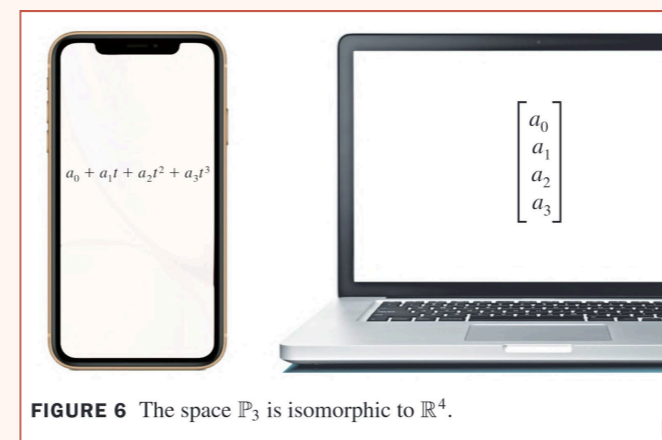 a₀ + a₁t + a₂t² + a₃t³
a₀
a₁
a₂
a₃
FIGURE 6 The space ℙ₃ is isomorphic to ℝ⁴.